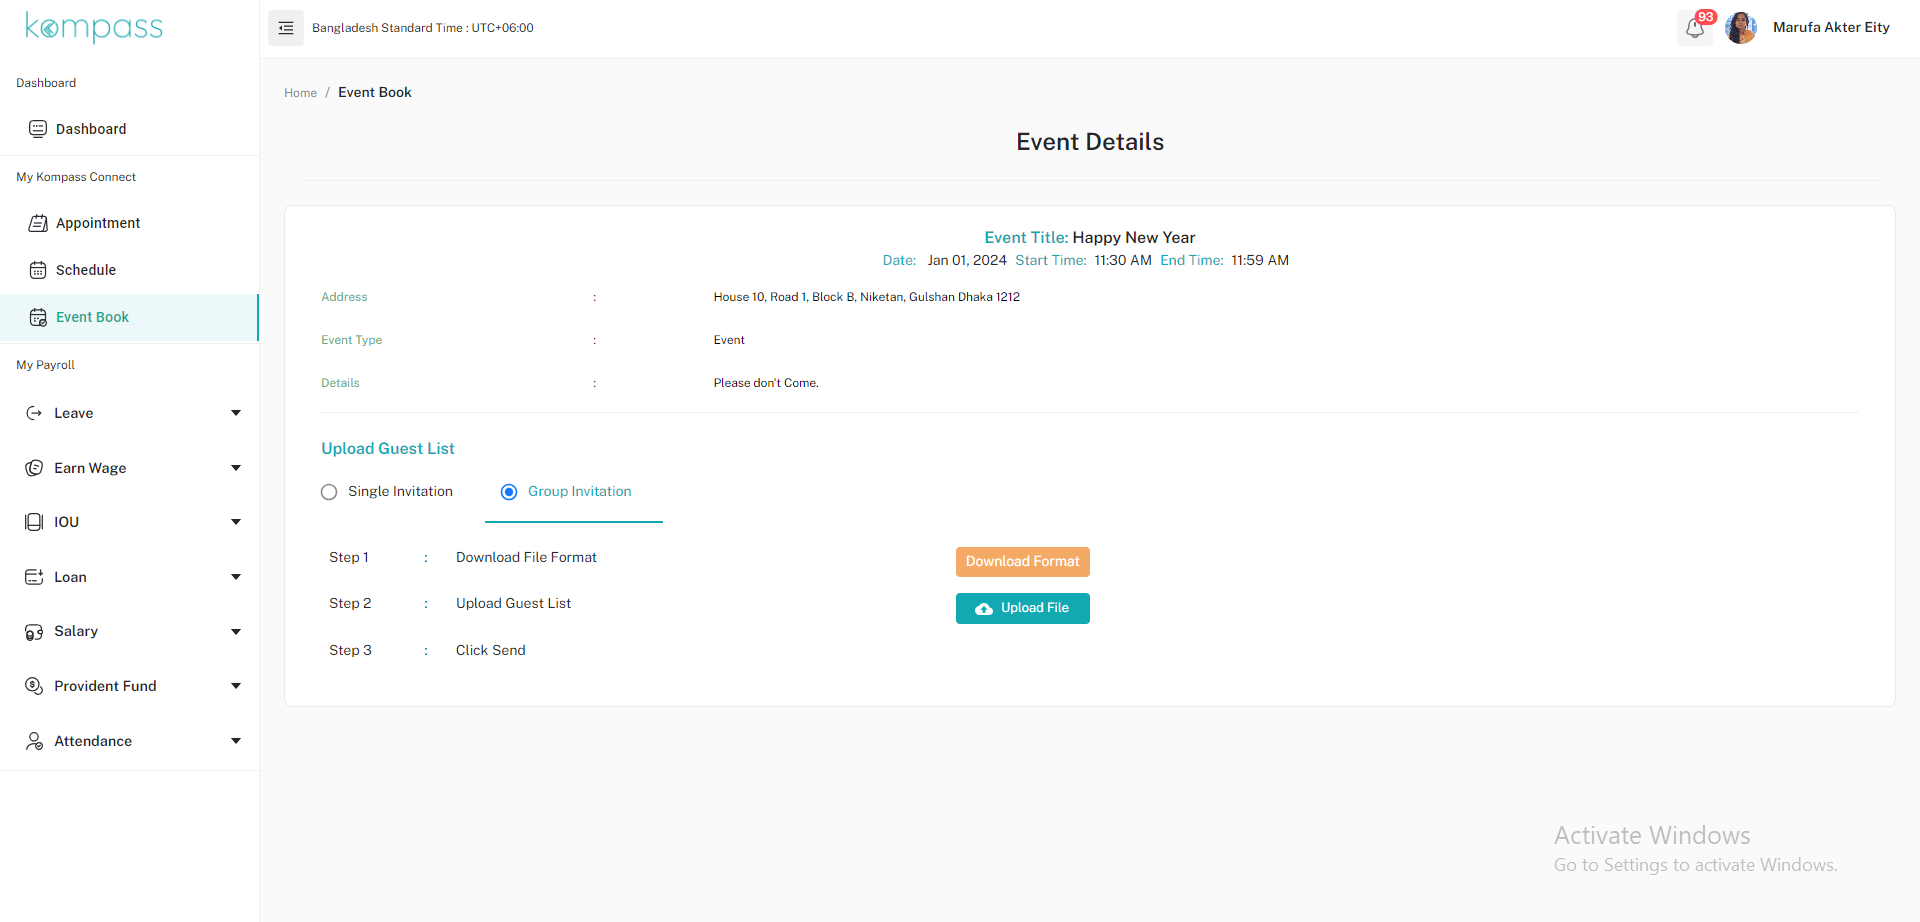 kompass
Bangladesh Standard Time : UTC+06:00
93
Marufa Akter Eity
Dashboard
Dashboard
My Kompass Connect
Appointment
Schedule
Event Book
My Payroll
Leave
Earn Wage
IOU
Loan
Salary
Provident Fund
Attendance
Home / Event Book
Event Details
Event Title: Happy New Year
Date: Jan 01, 2024 Start Time: 11:30 AM End Time: 11:59 AM
Address : House 10, Road 1, Block B, Niketan, Gulshan Dhaka 1212
Event Type : Event
Details : Please don't Come.
Upload Guest List
Single Invitation Group Invitation
Step 1 : Download File Format Download Format
Step 2 : Upload Guest List Upload File
Step 3 : Click Send
Activate Windows
Go to Settings to activate Windows.